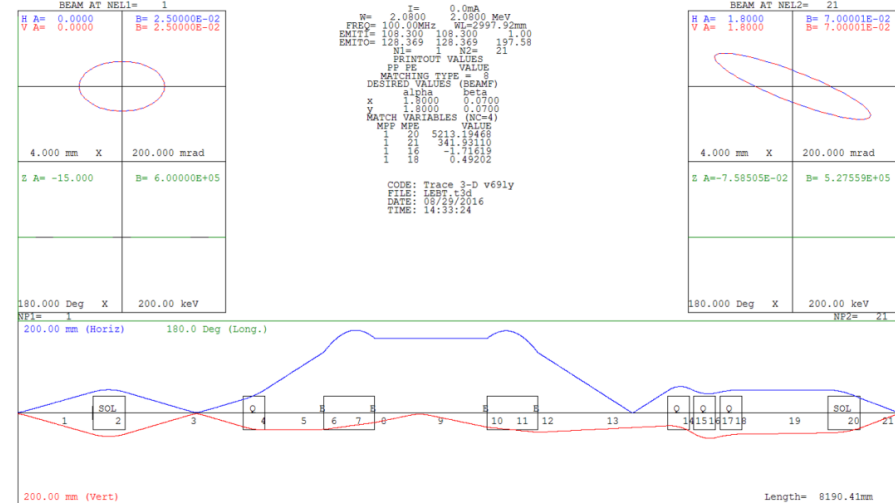 BEAM AT NEL1= 1
H A= 0.0000 B= 2.50000E-02
V A= 0.0000 B= 2.50000E-02
4.000 mm X 200.000 mrad
Z A= -15.000 B= 6.00000E+05
180.000 Deg X 200.00 keV
NP1= 1
I= 0.0mA
W= 2.0800 2.0800 MeV
FREQ= 100.00MHz WL=2997.92mm
EMITI= 108.300 108.300 1.00
EMITO= 128.369 128.369 197.58
N1= 1 N2= 21
PRINTOUT VALUES
PP PE VALUE
MATCHING TYPE = 8
DESIRED VALUES (BEAMF)
alpha beta
x 1.8000 0.0700
y 1.8000 0.0700
MATCH VARIABLES (NC=4)
MPP MPE VALUE
1 20 5213.19468
1 21 341.93110
1 16 -1.71619
1 18 0.49202
CODE: Trace 3-D v69ly
FILE: LEBT.t3d
DATE: 08/29/2016
TIME: 14:33:24
BEAM AT NEL2= 21
H A= 1.8000 B= 7.00001E-02
V A= 1.8000 B= 7.00001E-02
4.000 mm X 200.000 mrad
Z A=-7.58505E-02 B= 5.27559E+05
180.000 Deg X 200.00 keV
NP2= 21
200.00 mm (Horiz) 180.0 Deg (Long.)
SOL Q E E E E Q Q Q SOL
1 2 3 4 5 6 7 8 9 10 11 12 13 14 15 16 17 18 19 20 21
200.00 mm (Vert) Length= 8190.41mm